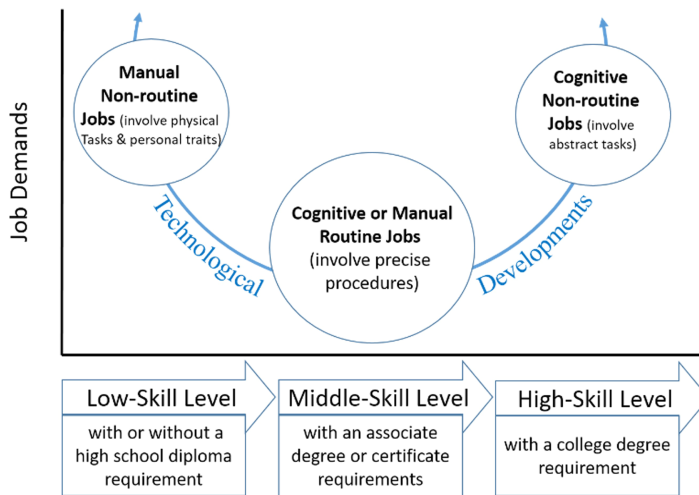 Job Demands
Manual
Non-routine
Jobs (involve physical
Tasks & personal traits)
Cognitive
Non-routine
Jobs (involve
abstract tasks)
Cognitive or Manual
Routine Jobs
(involve precise
procedures)
Technological
Developments
Low-Skill Level
with or without a
high school diploma
requirement
Middle-Skill Level
with an associate
degree or certificate
requirements
High-Skill Level
with a college degree
requirement